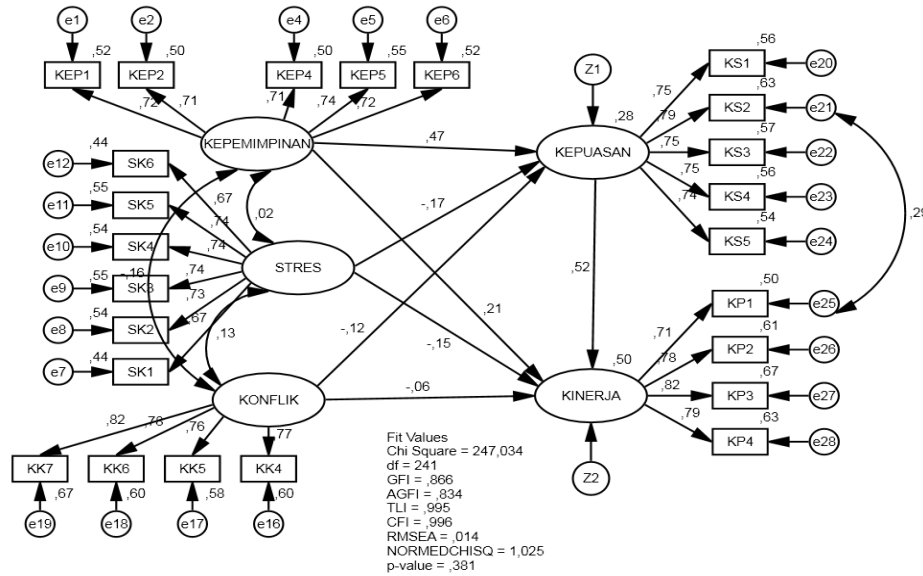 e1 e2 e4 e5 e6
,52 ,50 ,50 ,55 ,52
KEP1 KEP2 KEP4 KEP5 KEP6
,72 ,71 ,71 ,74 ,72
KEPEMIMPINAN
e12 ,44 SK6 ,67
e11 ,55 SK5 ,74
e10 ,54 SK4 ,74
e9 ,55 SK3 ,74
e8 ,54 SK2 ,73
e7 ,44 SK1 ,67
-,16
,02
STRES
,13
KONFLIK
,82 ,78 ,76 ,77
KK7 KK6 KK5 KK4
,67 ,60 ,58 ,60
e19 e18 e17 e16
,47
-,17
-,12
,21
-,15
-,06
Z1
,28
KEPUASAN
,52
,50
KINERJA
Z2
,75 KS1 ,56 e20
,79 KS2 ,63 e21
,75 KS3 ,57 e22
,75 KS4 ,56 e23
,74 KS5 ,54 e24
,71 KP1 ,50 e25
,78 KP2 ,61 e26
,82 KP3 ,67 e27
,79 KP4 ,63 e28
Fit Values
Chi Square = 247,034
df = 241
GFI = ,866
AGFI = ,834
TLI = ,995
CFI = ,996
RMSEA = ,014
NORMEDCHISQ = 1,025
p-value = ,381